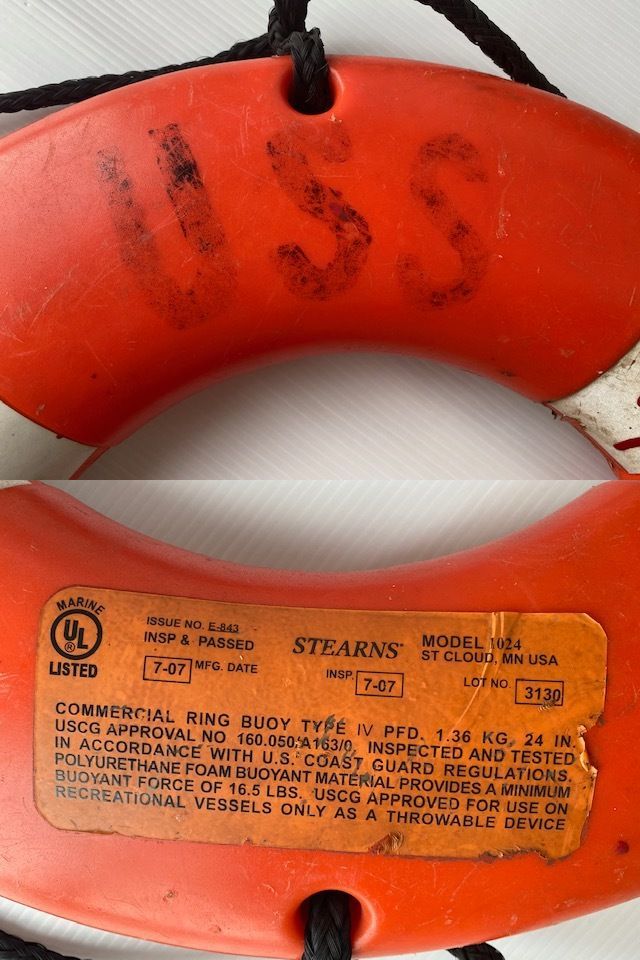 USS
MARINE
UL
®
LISTED
ISSUE NO. E-843
INSP & PASSED
7-07 MFG. DATE
STEARNS®
INSP. 7-07
MODEL 1024
ST CLOUD, MN USA
LOT NO. 3130
COMMERCIAL RING BUOY TYPE IV PFD. 1.36 KG, 24 IN.
USCG APPROVAL NO 160.050/A163/0, INSPECTED AND TESTED
IN ACCORDANCE WITH U.S. COAST GUARD REGULATIONS.
POLYURETHANE FOAM BUOYANT MATERIAL PROVIDES A MINIMUM
BUOYANT FORCE OF 16.5 LBS. USCG APPROVED FOR USE ON
RECREATIONAL VESSELS ONLY AS A THROWABLE DEVICE